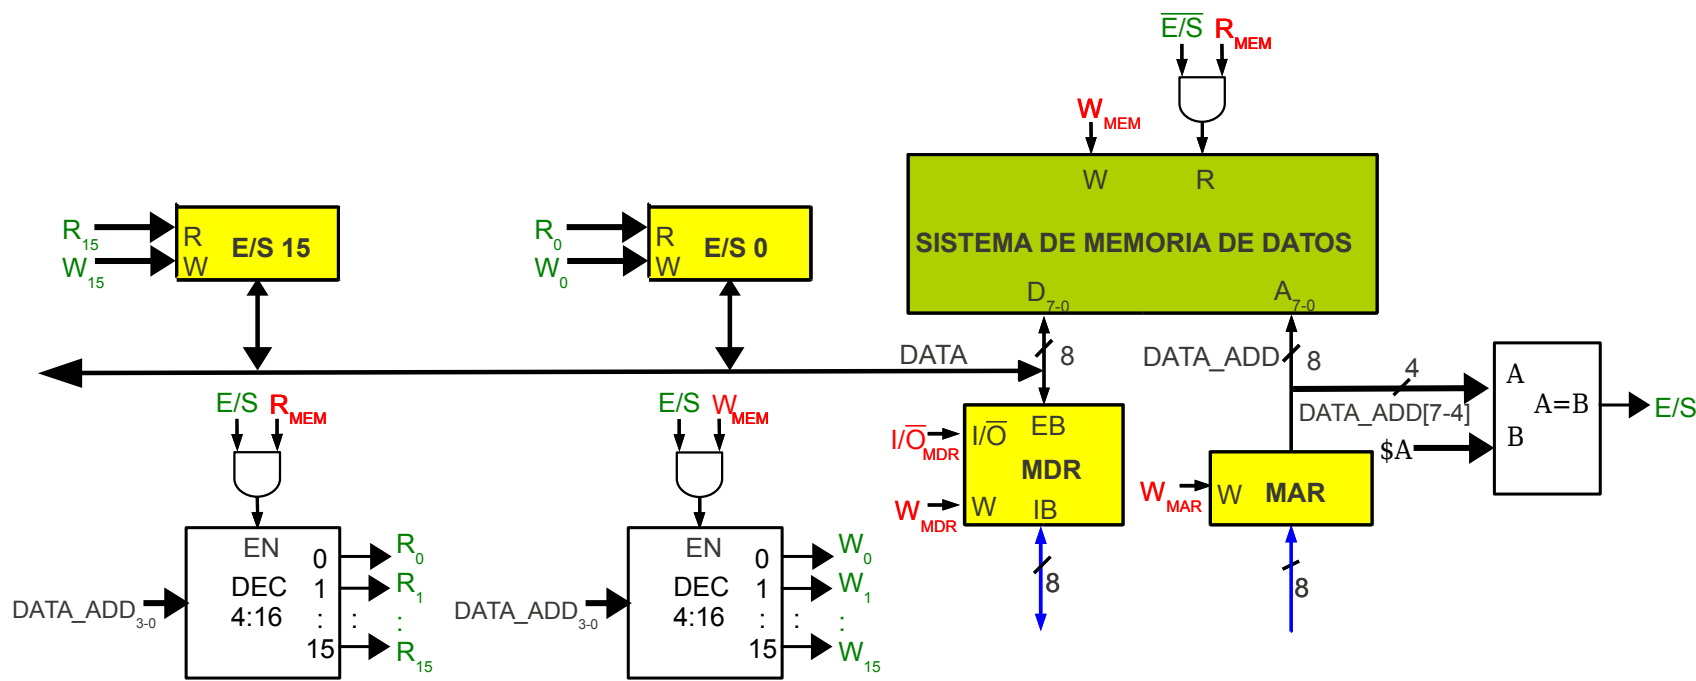 E/S R MEM
W MEM
W R
SISTEMA DE MEMORIA DE DATOS
D 7-0 A 7-0
R 15
W 15
R
W
E/S 15
R 0
W 0
R
W
E/S 0
DATA 8
DATA_ADD 8
4
DATA_ADD[7-4]
$A
A
B
A=B
E/S
E/S R MEM
E/S W MEM
I/O MDR
I/O EB
MDR
W MDR
W IB
8
W MAR
W MAR
8
EN
DEC
4:16
DATA_ADD 3-0
0
1
: :
15
R 0
R 1
:
R 15
EN
DEC
4:16
DATA_ADD 3-0
0
1
: :
15
W 0
W 1
:
W 15